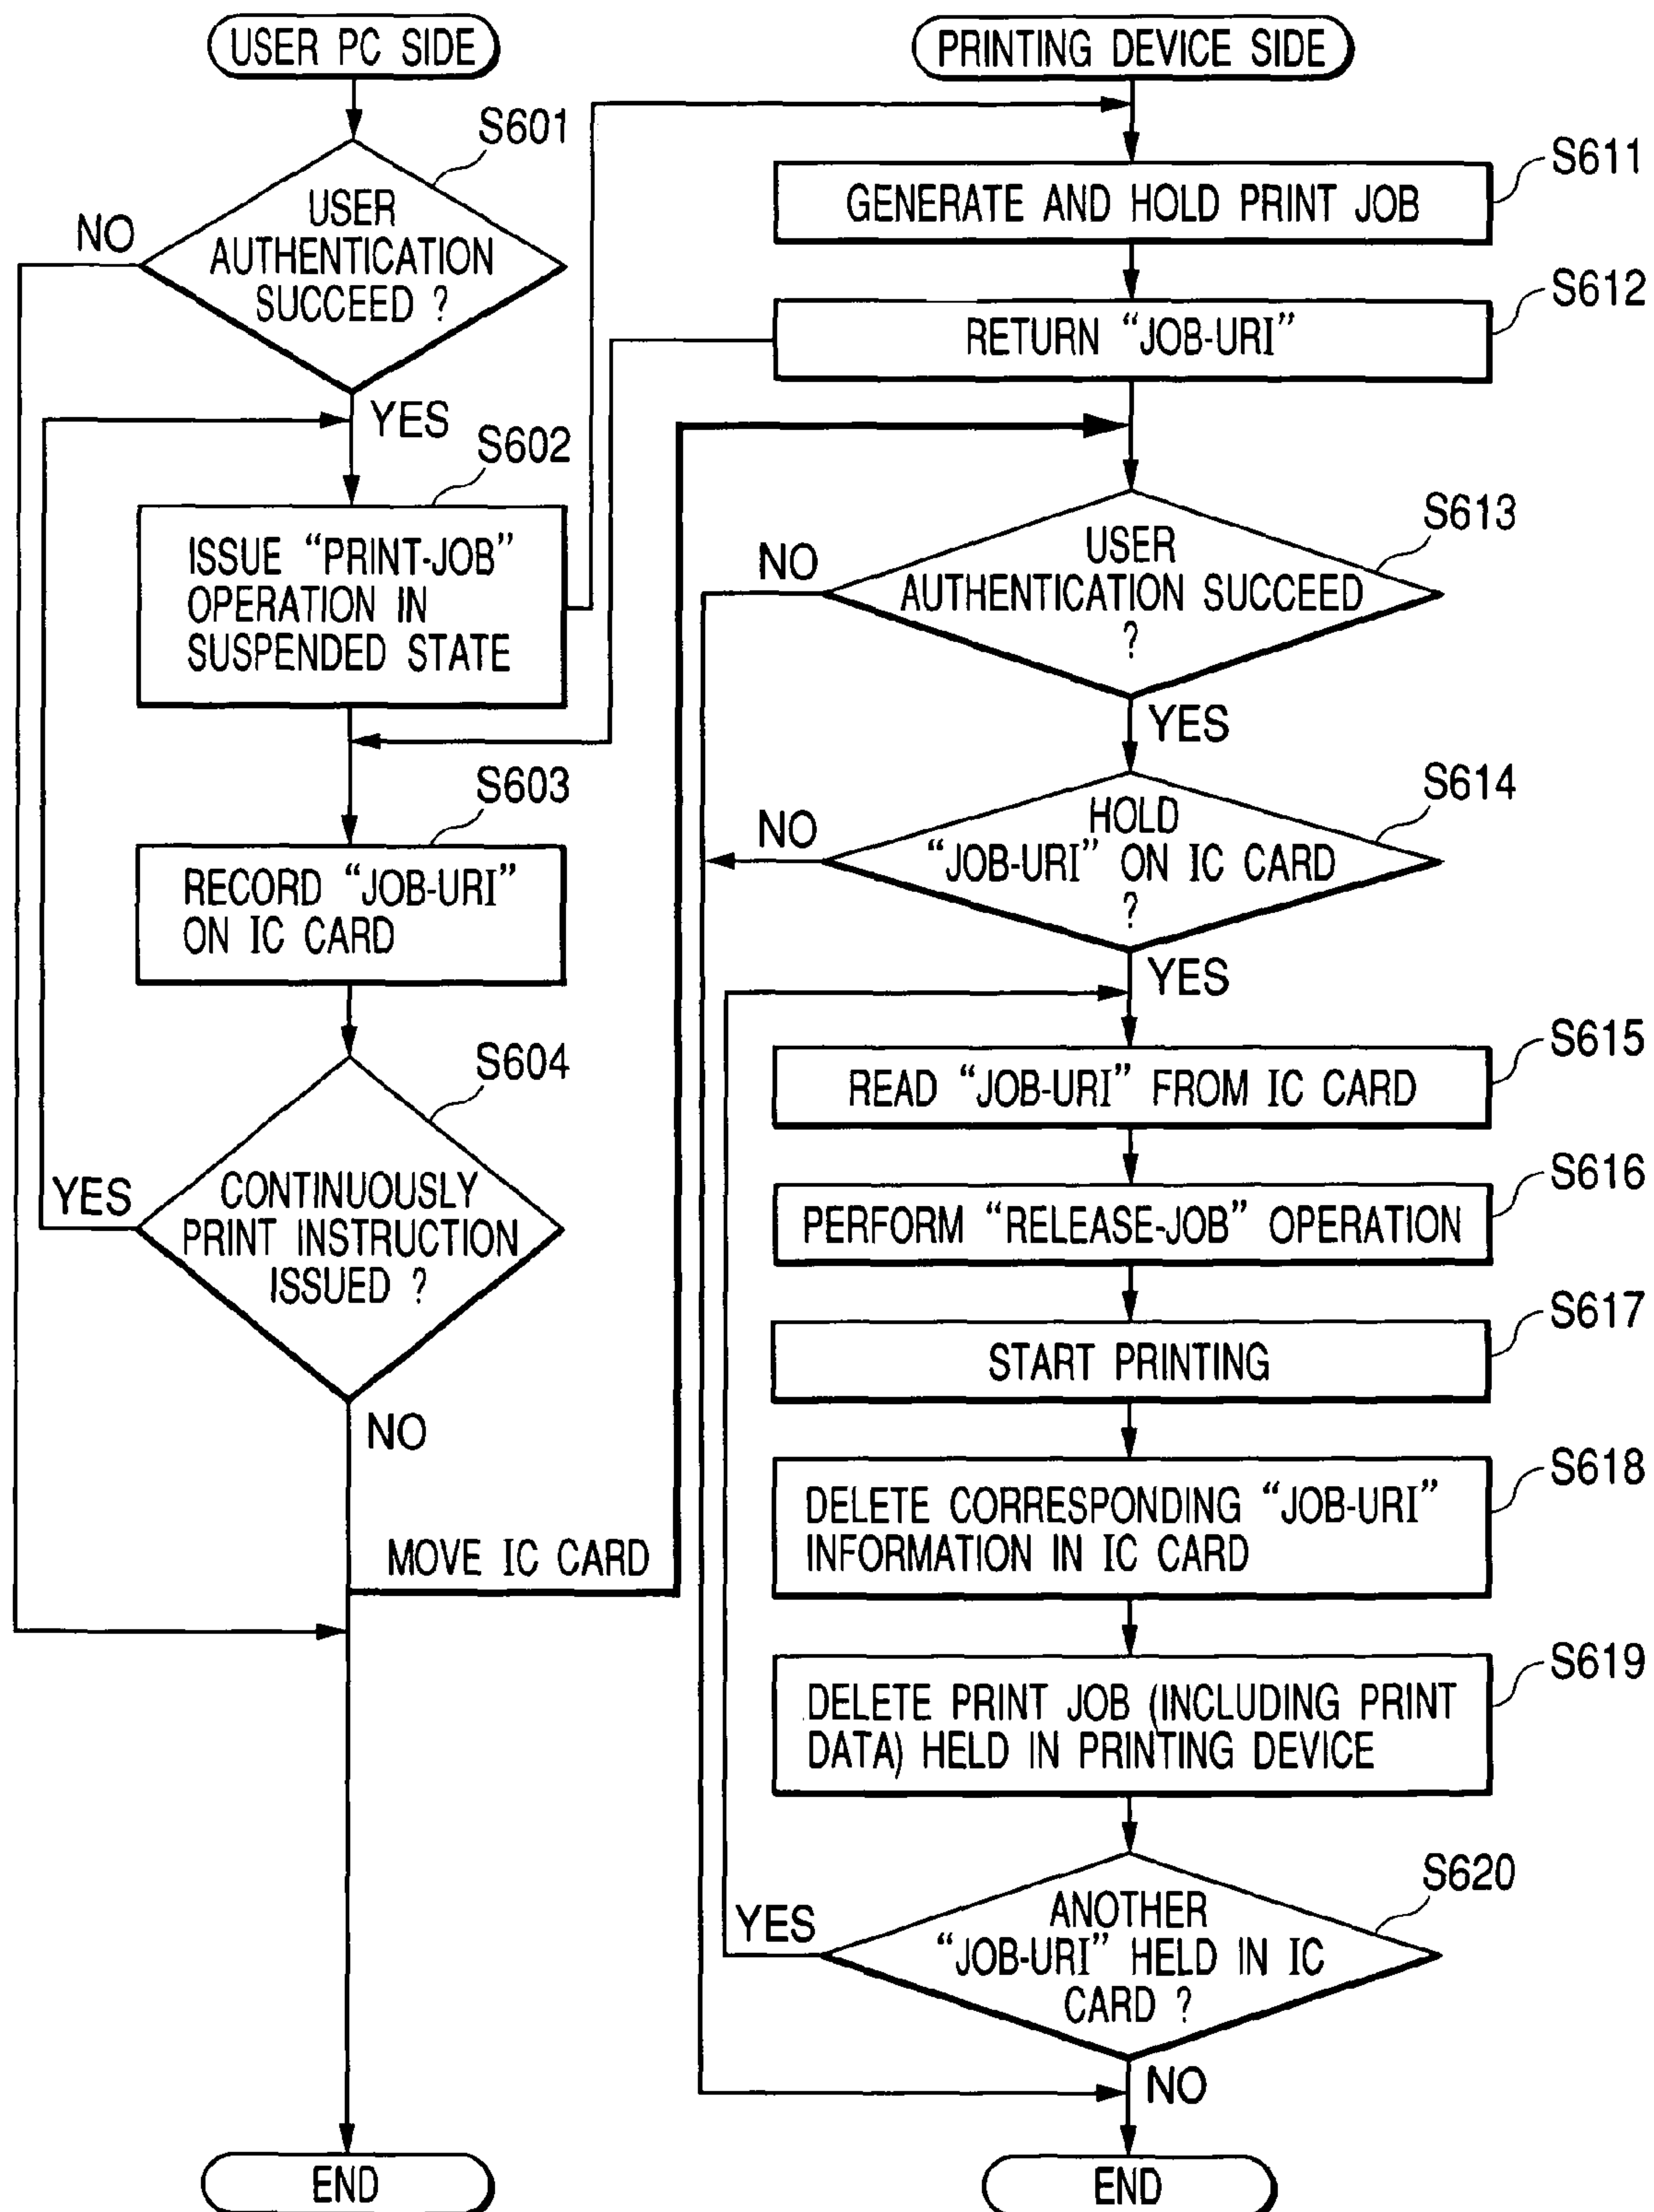 USER PC SIDE
S601
USER
AUTHENTICATION
SUCCEED ?
NO
YES
S602
ISSUE “PRINT-JOB”
OPERATION IN
SUSPENDED STATE
S603
RECORD “JOB-URI”
ON IC CARD
S604
CONTINUOUSLY
PRINT INSTRUCTION
ISSUED ?
YES
NO
MOVE IC CARD
END
PRINTING DEVICE SIDE
S611
GENERATE AND HOLD PRINT JOB
S612
RETURN “JOB-URI”
S613
USER
AUTHENTICATION SUCCEED
?
NO
YES
S614
HOLD
“JOB-URI” ON IC CARD
?
NO
YES
S615
READ “JOB-URI” FROM IC CARD
S616
PERFORM “RELEASE-JOB” OPERATION
S617
START PRINTING
S618
DELETE CORRESPONDING “JOB-URI”
INFORMATION IN IC CARD
S619
DELETE PRINT JOB (INCLUDING PRINT
DATA) HELD IN PRINTING DEVICE
S620
ANOTHER
“JOB-URI” HELD IN IC
CARD ?
YES
NO
END